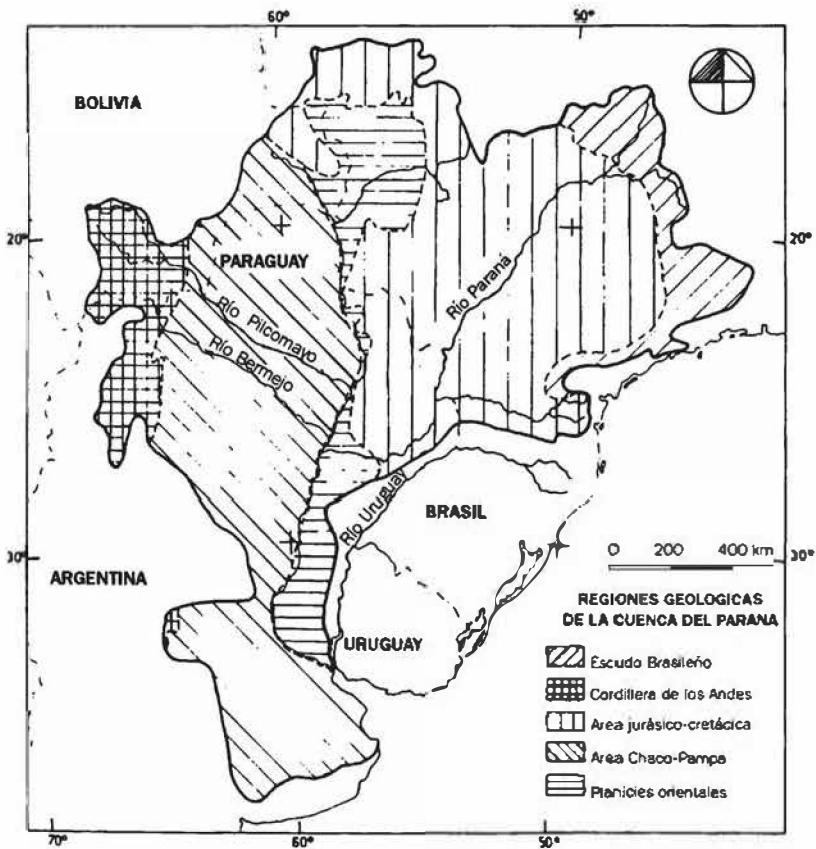 60°
50°
BOLIVIA
20°
20°
PARAGUAY
Río Pilcomayo
Río Bermejo
Río Paraná
Río Uruguay
BRASIL
0 200 400 km
30°
30°
ARGENTINA
URUGUAY
REGIONES GEOLOGICAS
DE LA CUENCA DEL PARANA
Escudo Brasileño
Cordillera de los Andes
Area jurásico-cretácica
Area Chaco-Pampa
Planicies orientales
70°
60°
50°